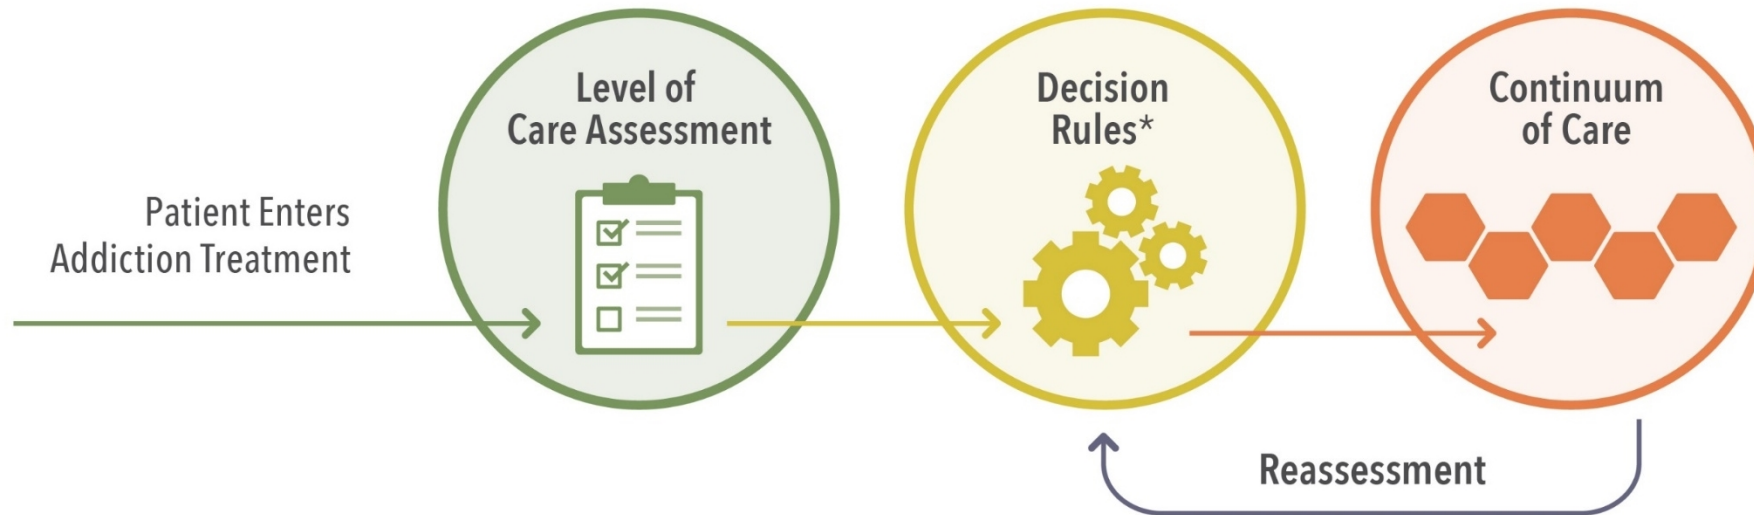 Patient Enters
Addiction Treatment
Level of
Care Assessment
Decision
Rules*
Continuum
of Care
Reassessment